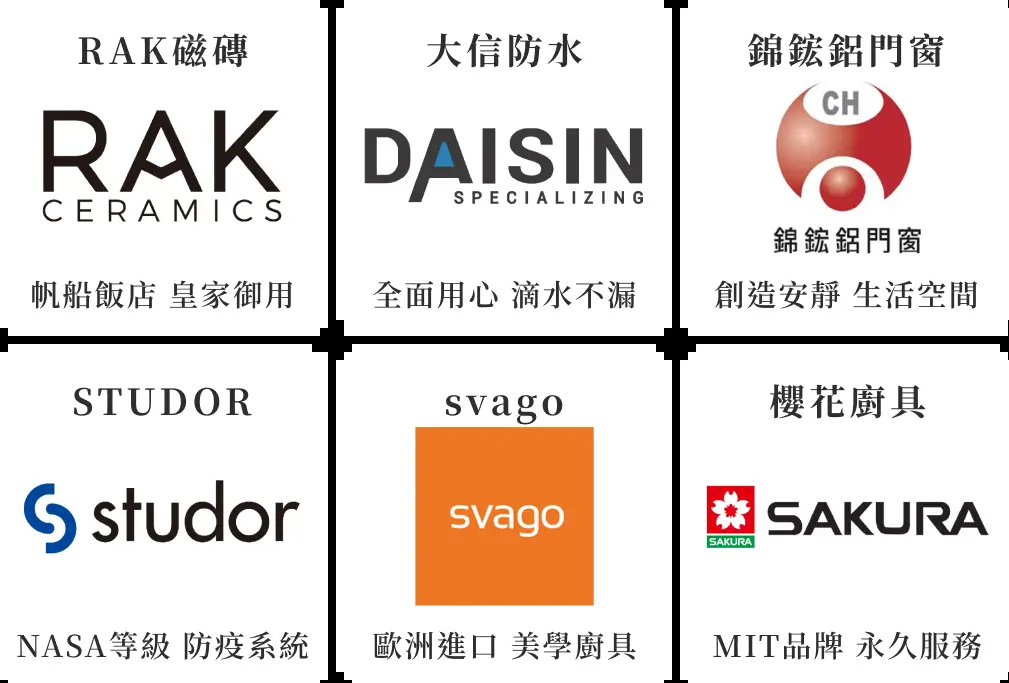 RAK磁磚
RAK
CERAMICS
帆船飯店 皇家御用
大信防水
DAISIN
SPECIALIZING
全面用心 滴水不漏
錦鋐鋁門窗
CH
錦鋐鋁門窗
創造安靜 生活空間
STUDOR
studor
NASA等級 防疫系統
svago
svago
歐洲進口 美學廚具
櫻花廚具
SAKURA
SAKURA
MIT品牌 永久服務